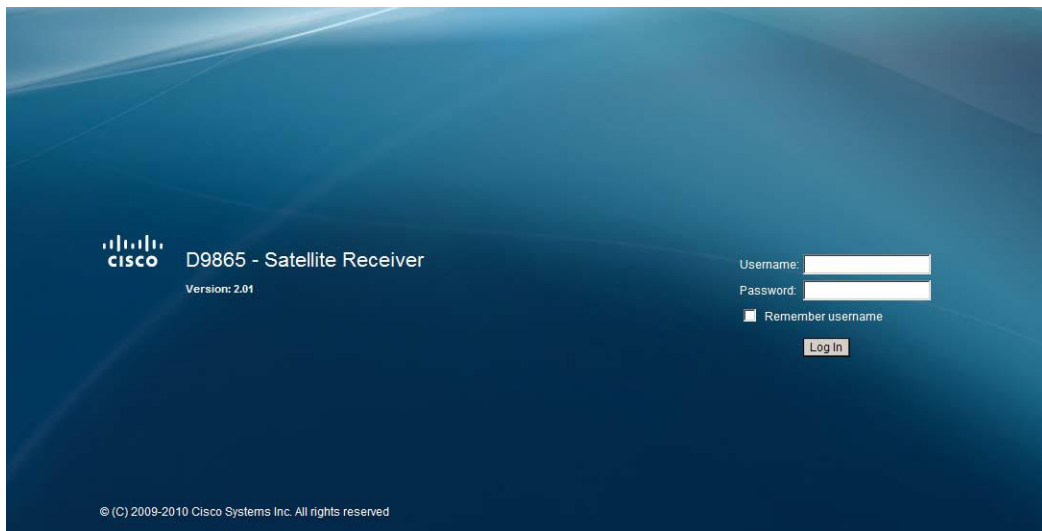 CISCO
D9865 - Satellite Receiver
Version: 2.01
Username:
Password:
Remember username
Log In
© (C) 2009-2010 Cisco Systems Inc. All rights reserved